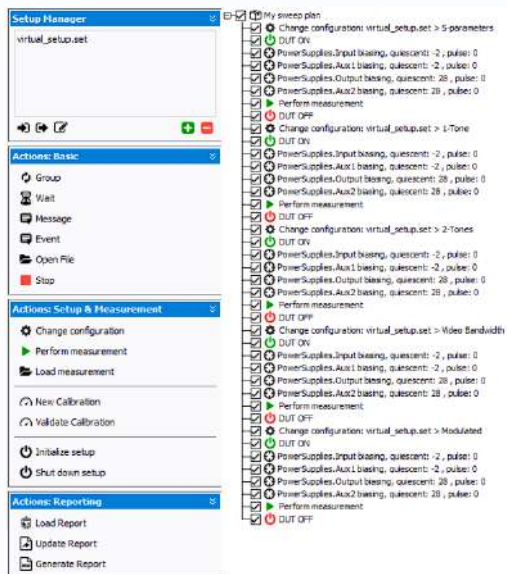 Setup Manager
virtual_setup.set
Actions: Basic
Group
Wait
Message
Event
Open File
Stop
Actions: Setup & Measurement
Change configuration
Perform measurement
Load measurement
New Calibration
Validate Calibration
Initialize setup
Shut down setup
Actions: Reporting
Load Report
Update Report
Generate Report
My sweep plan
Change configuration: virtual_setup.set > S-parameters
DUT ON
PowerSupplies.Input biasing, quiescent: -2 , pulse: 0
PowerSupplies.Aux1 biasing, quiescent: -2 , pulse: 0
PowerSupplies.Output biasing, quiescent: 28 , pulse: 0
PowerSupplies.Aux2 biasing, quiescent: 28 , pulse: 0
Perform measurement
DUT OFF
Change configuration: virtual_setup.set > 1-Tone
DUT ON
PowerSupplies.Input biasing, quiescent: -2 , pulse: 0
PowerSupplies.Aux1 biasing, quiescent: -2 , pulse: 0
PowerSupplies.Output biasing, quiescent: 28 , pulse: 0
PowerSupplies.Aux2 biasing, quiescent: 28 , pulse: 0
Perform measurement
DUT OFF
Change configuration: virtual_setup.set > 2-Tones
DUT ON
PowerSupplies.Input biasing, quiescent: -2 , pulse: 0
PowerSupplies.Aux1 biasing, quiescent: -2 , pulse: 0
PowerSupplies.Output biasing, quiescent: 28 , pulse: 0
PowerSupplies.Aux2 biasing, quiescent: 28 , pulse: 0
Perform measurement
DUT OFF
Change configuration: virtual_setup.set > Video Bandwidth
DUT ON
PowerSupplies.Input biasing, quiescent: -2 , pulse: 0
PowerSupplies.Aux1 biasing, quiescent: -2 , pulse: 0
PowerSupplies.Output biasing, quiescent: 28 , pulse: 0
PowerSupplies.Aux2 biasing, quiescent: 28 , pulse: 0
Perform measurement
DUT OFF
Change configuration: virtual_setup.set > Modulated
DUT ON
PowerSupplies.Input biasing, quiescent: -2 , pulse: 0
PowerSupplies.Aux1 biasing, quiescent: -2 , pulse: 0
PowerSupplies.Output biasing, quiescent: 28 , pulse: 0
PowerSupplies.Aux2 biasing, quiescent: 28 , pulse: 0
Perform measurement
DUT OFF